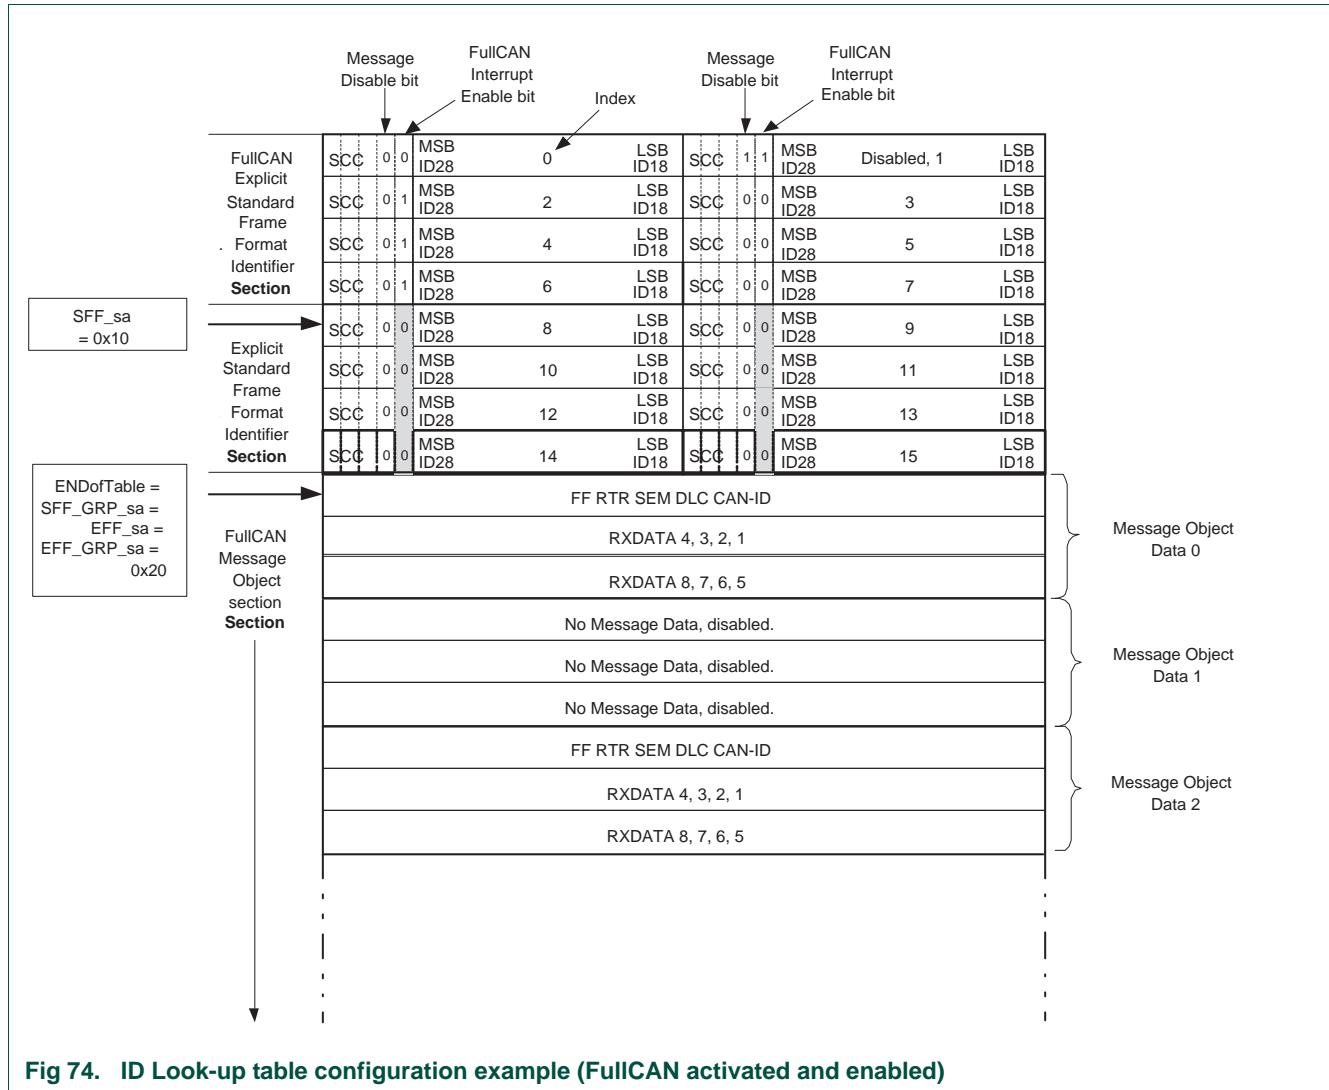 Message Disable bit
FullCAN Interrupt Enable bit
Index
Message Disable bit
FullCAN Interrupt Enable bit
FullCAN Explicit Standard Frame . Format Identifier Section
SCC 0 0 MSB ID28 0 LSB ID18 SCC 1 1 MSB ID28 Disabled, 1 LSB ID18
SCC 0 1 MSB ID28 2 LSB ID18 SCC 0 0 MSB ID28 3 LSB ID18
SCC 0 1 MSB ID28 4 LSB ID18 SCC 0 0 MSB ID28 5 LSB ID18
SCC 0 1 MSB ID28 6 LSB ID18 SCC 0 0 MSB ID28 7 LSB ID18
SFF_sa = 0x10
Explicit Standard Frame Format Identifier Section
SCC 0 0 MSB ID28 8 LSB ID18 SCC 0 0 MSB ID28 9 LSB ID18
SCC 0 0 MSB ID28 10 LSB ID18 SCC 0 0 MSB ID28 11 LSB ID18
SCC 0 0 MSB ID28 12 LSB ID18 SCC 0 0 MSB ID28 13 LSB ID18
SCC 0 0 MSB ID28 14 LSB ID18 SCC 0 0 MSB ID28 15 LSB ID18
ENDofTable =
SFF_GRP_sa =
EFF_sa =
EFF_GRP_sa =
0x20
FullCAN Message Object section Section
FF RTR SEM DLC CAN-ID
RXDATA 4, 3, 2, 1
RXDATA 8, 7, 6, 5
Message Object Data 0
No Message Data, disabled.
No Message Data, disabled.
No Message Data, disabled.
Message Object Data 1
FF RTR SEM DLC CAN-ID
RXDATA 4, 3, 2, 1
RXDATA 8, 7, 6, 5
Message Object Data 2
Fig 74. ID Look-up table configuration example (FullCAN activated and enabled)